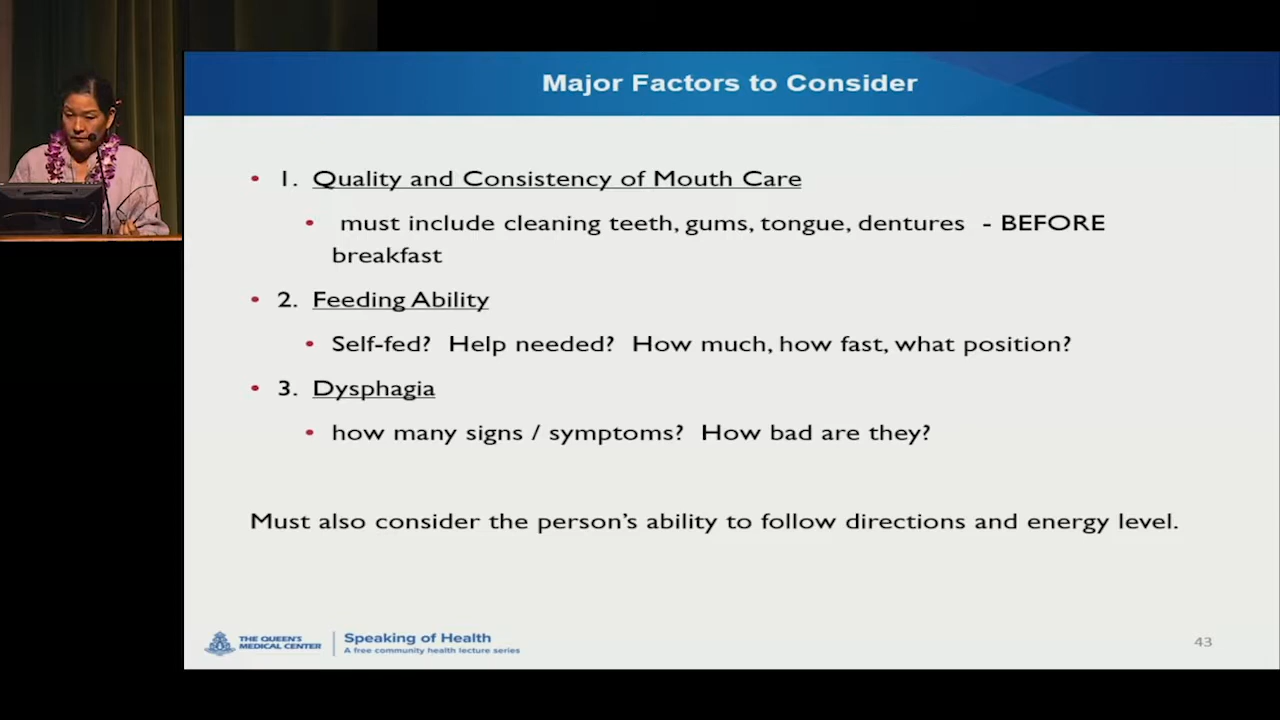 Major Factors to Consider
• 1. Quality and Consistency of Mouth Care
• must include cleaning teeth, gums, tongue, dentures - BEFORE
breakfast
• 2. Feeding Ability
• Self-fed? Help needed? How much, how fast, what position?
• 3. Dysphagia
• how many signs / symptoms? How bad are they?
Must also consider the person's ability to follow directions and energy level.
THE QUEEN'S
MEDICAL CENTER
Speaking of Health
A free community health lecture series
43